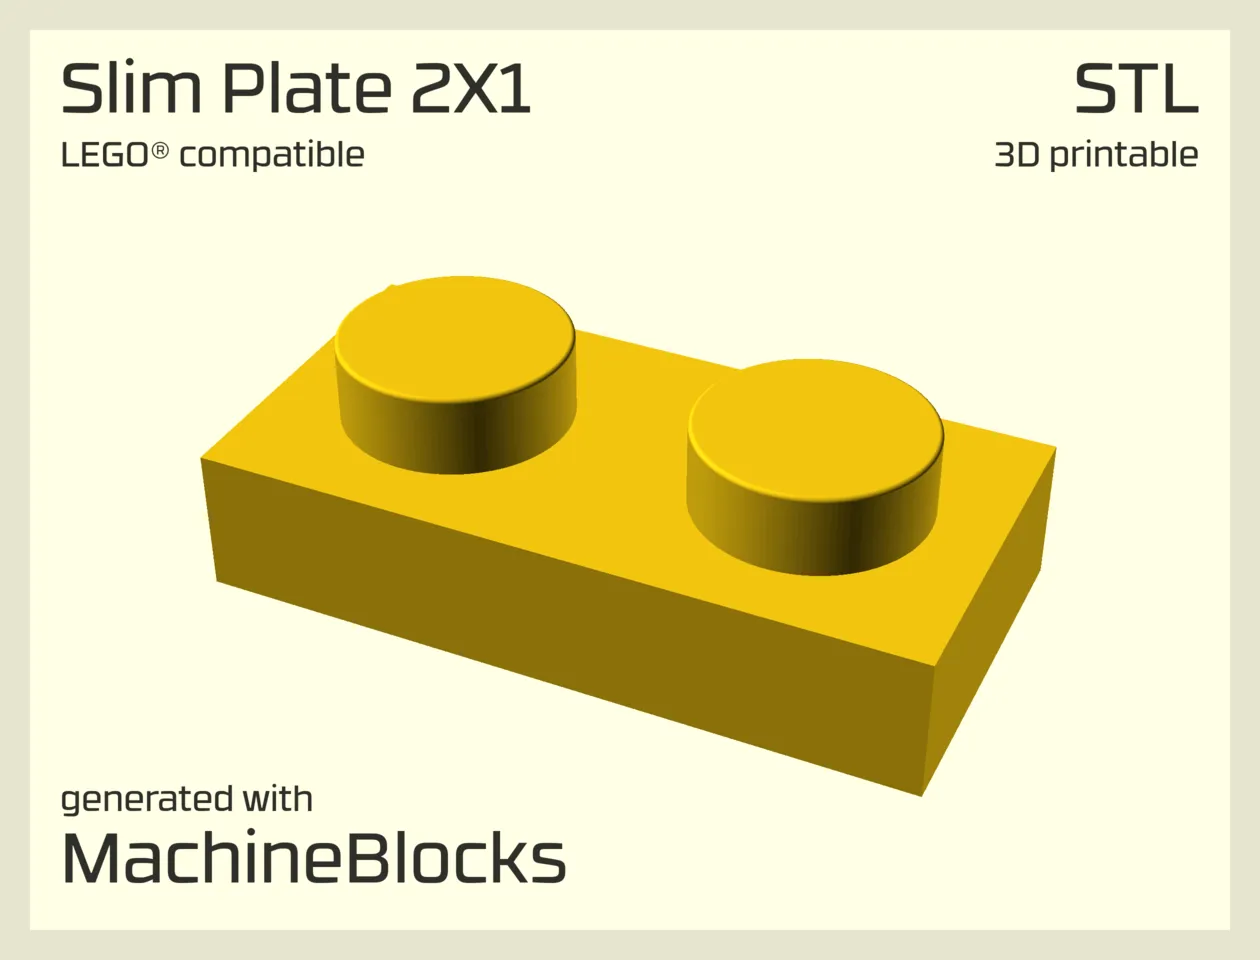 Slim Plate 2X1
LEGO® compatible
STL
3D printable
generated with
MachineBlocks